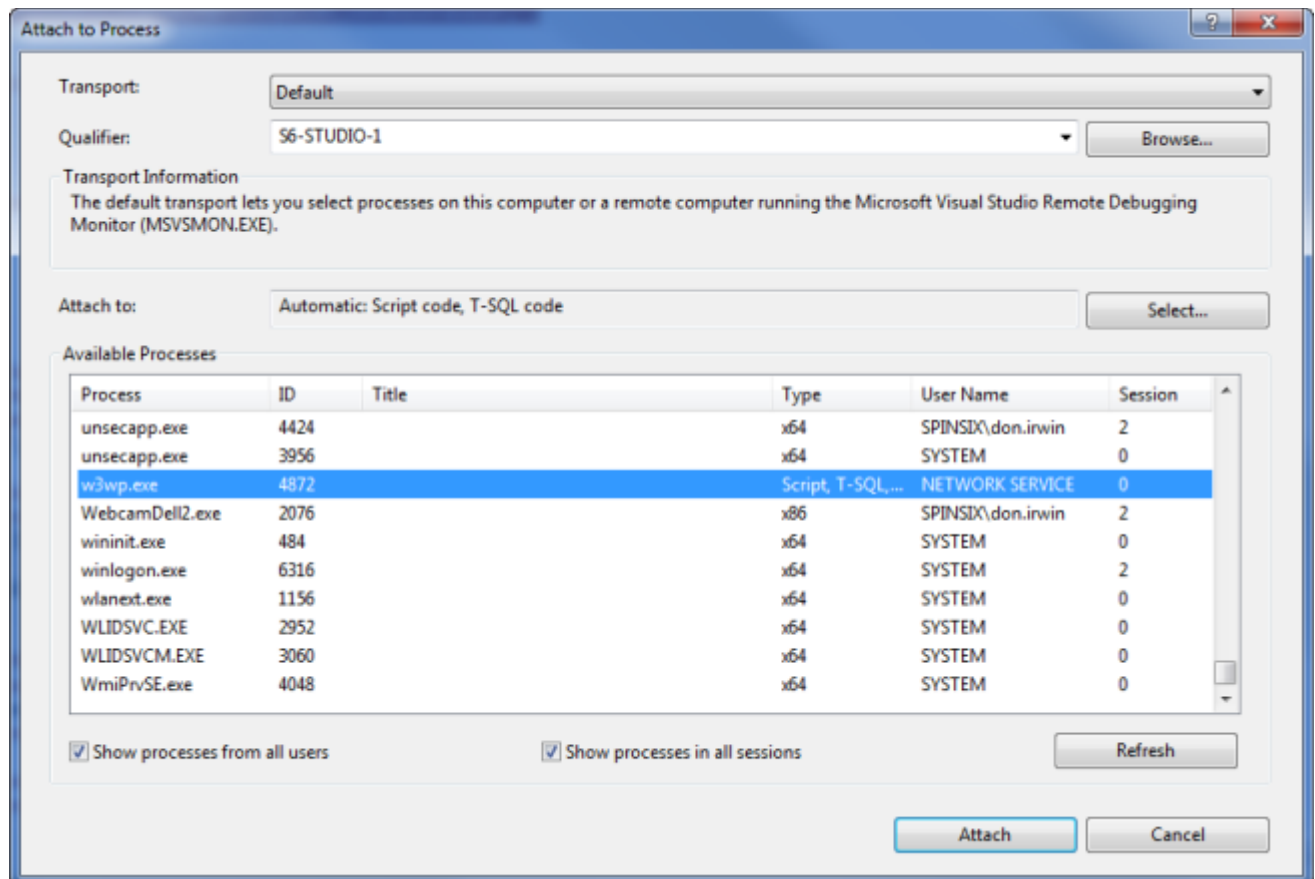 Attach to Process
Transport: Default
Qualifier: S6-STUDIO-1 Browse...
Transport Information
The default transport lets you select processes on this computer or a remote computer running the Microsoft Visual Studio Remote Debugging
Monitor (MSVSMON.EXE).
Attach to: Automatic: Script code, T-SQL code Select...
Available Processes
Process ID Title Type User Name Session
unsecapp.exe 4424 x64 SPINSIX\don.irwin 2
unsecapp.exe 3956 x64 SYSTEM 0
w3wp.exe 4872 Script, T-SQL,... NETWORK SERVICE 0
WebcamDell2.exe 2076 x86 SPINSIX\don.irwin 2
wininit.exe 484 x64 SYSTEM 0
winlogon.exe 6316 x64 SYSTEM 2
wlanext.exe 1156 x64 SYSTEM 0
WLIDSVC.EXE 2952 x64 SYSTEM 0
WLIDSVCM.EXE 3060 x64 SYSTEM 0
WmiPrvSE.exe 4048 x64 SYSTEM 0
Show processes from all users Show processes in all sessions Refresh
Attach Cancel